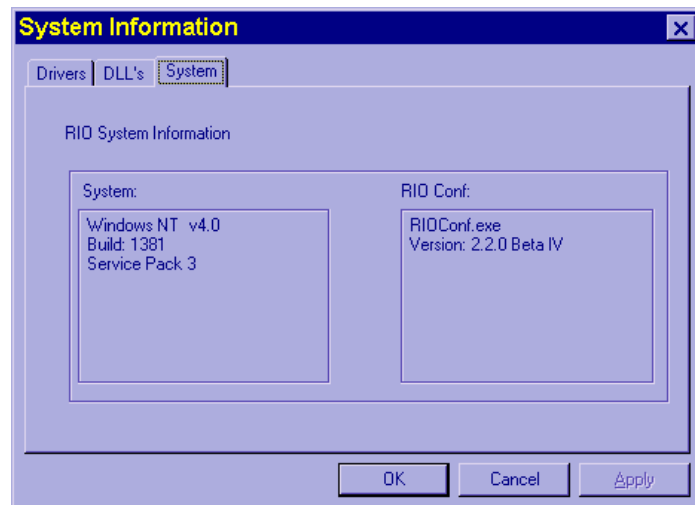 System Information
Drivers DLL's System
RIO System Information
System:
Windows NT v4.0
Build: 1381
Service Pack 3
RIO Conf:
RIOConf.exe
Version: 2.2.0 Beta IV
OK Cancel Apply